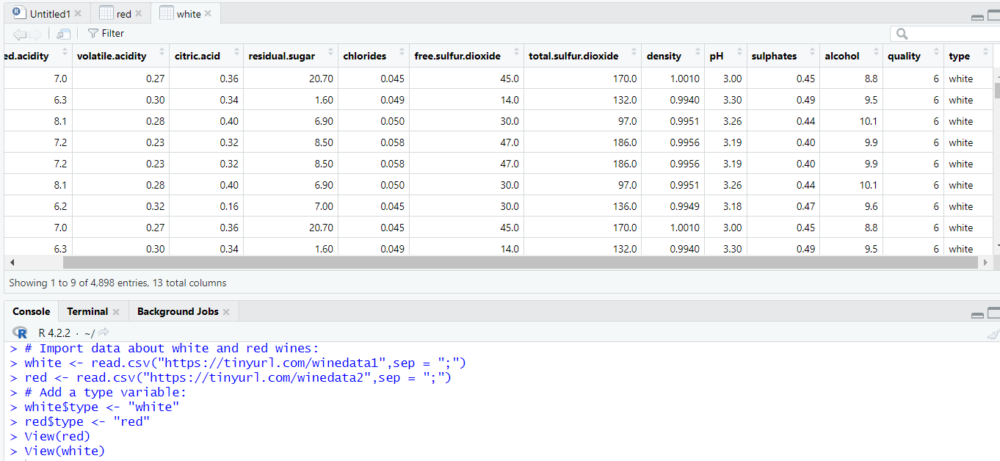 Untitled1 red white
Filter
ed.acidity volatile.acidity citric.acid residual.sugar chlorides free.sulfur.dioxide total.sulfur.dioxide density pH sulphates alcohol quality type
7.0 0.27 0.36 20.70 0.045 45.0 170.0 1.0010 3.00 0.45 8.8 6 white
6.3 0.30 0.34 1.60 0.049 14.0 132.0 0.9940 3.30 0.49 9.5 6 white
8.1 0.28 0.40 6.90 0.050 30.0 97.0 0.9951 3.26 0.44 10.1 6 white
7.2 0.23 0.32 8.50 0.058 47.0 186.0 0.9956 3.19 0.40 9.9 6 white
7.2 0.23 0.32 8.50 0.058 47.0 186.0 0.9956 3.19 0.40 9.9 6 white
8.1 0.28 0.40 6.90 0.050 30.0 97.0 0.9951 3.26 0.44 10.1 6 white
6.2 0.32 0.16 7.00 0.045 30.0 136.0 0.9949 3.18 0.47 9.6 6 white
7.0 0.27 0.36 20.70 0.045 45.0 170.0 1.0010 3.00 0.45 8.8 6 white
6.3 0.30 0.34 1.60 0.049 14.0 132.0 0.9940 3.30 0.49 9.5 6 white
Showing 1 to 9 of 4,898 entries, 13 total columns
Console Terminal Background Jobs
R R 4.2.2 · ~/
> # Import data about white and red wines:
> white <- read.csv("https://tinyurl.com/winedata1",sep = ";")
> red <- read.csv("https://tinyurl.com/winedata2",sep = ";")
> # Add a type variable:
> white$type <- "white"
> red$type <- "red"
> View(red)
> View(white)